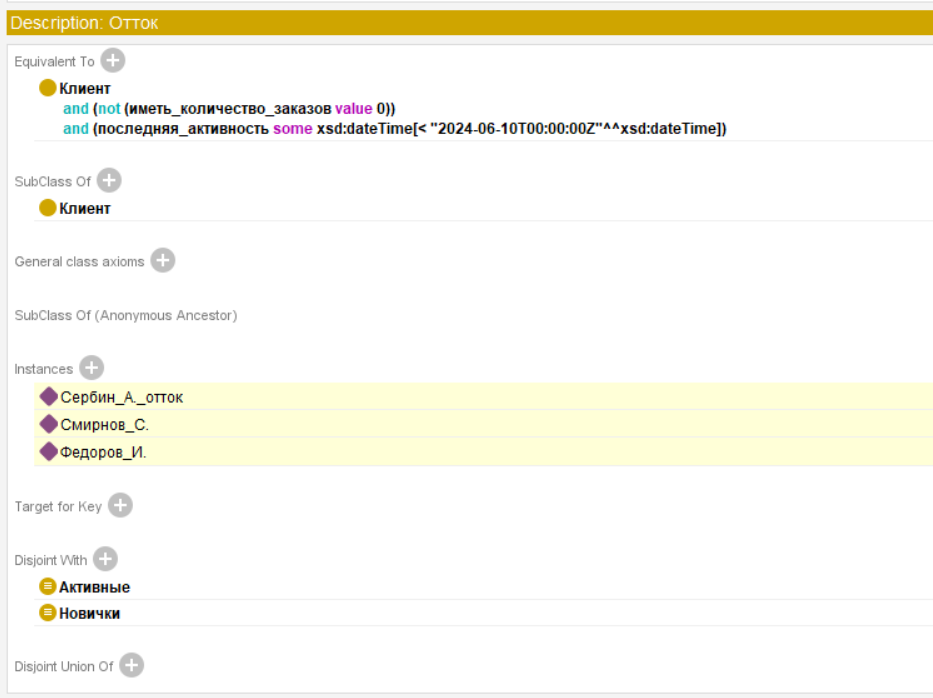 Description: Отток
Equivalent To
Клиент
and (not (иметь_количество_заказов value 0))
and (последняя_активность some xsd:dateTime[< "2024-06-10T00:00:00Z"^^xsd:dateTime])
SubClass Of
Клиент
General class axioms
SubClass Of (Anonymous Ancestor)
Instances
Сербин_А._отток
Смирнов_С.
Федоров_И.
Target for Key
Disjoint With
Активные
Новички
Disjoint Union Of